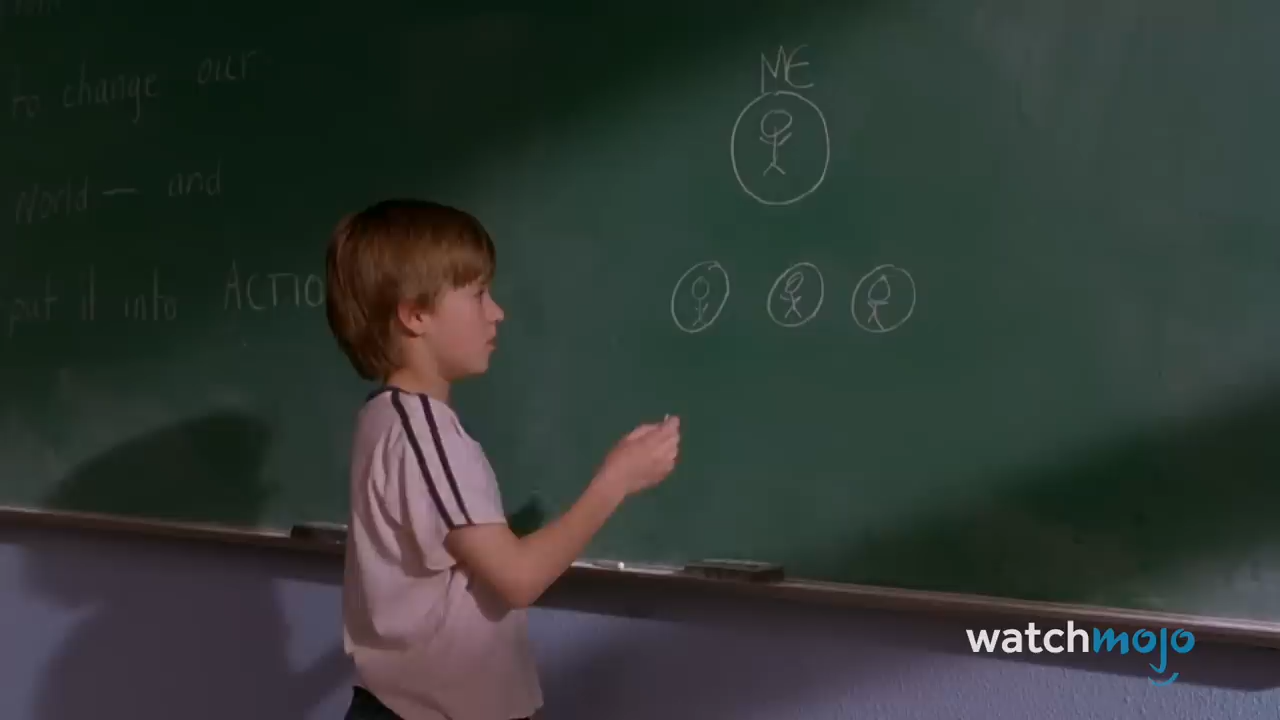 to change our
World — and
put it into ACTIO
ME
watchmojo